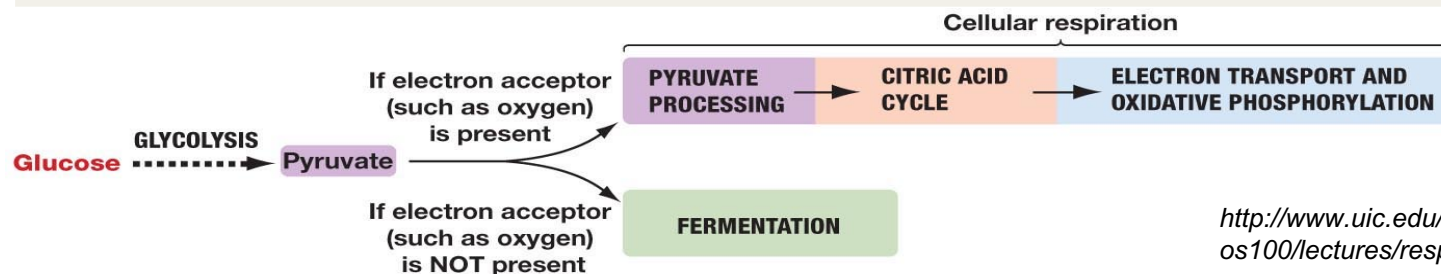 Cellular respiration
If electron acceptor
(such as oxygen)
is present
PYRUVATE
PROCESSING
CITRIC ACID
CYCLE
ELECTRON TRANSPORT AND
OXIDATIVE PHOSPHORYLATION
Glucose
GLYCOLYSIS
Pyruvate
If electron acceptor
(such as oxygen)
is NOT present
FERMENTATION
http://www.uic.edu/
os100/lectures/resp